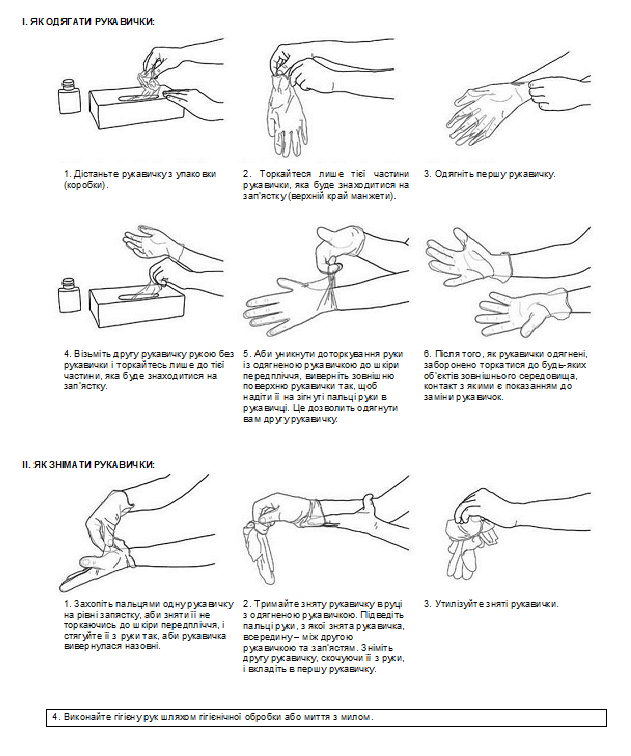 І. ЯК ОДЯГАТИ РУКАВИЧКИ:
1. Дістаньте рукавичку з упаковки
(коробки).
2. Торкайтеся лише тієї частини
рукавички, яка буде знаходитися на
зап'ястку (верхній край манжети).
3. Одягніть першу рукавичку.
4. Візьміть другу рукавичку рукою без
рукавички і торкайтесь лише до тієї
частини, яка буде знаходитися на
зап'ястку.
5. Аби уникнути доторкування руки
із одягненою рукавичкою до шкіри
передпліччя, виверніть зовнішню
поверхню рукавички так, щоб
надіти її на зігнуті пальці руки в
рукавичці. Це дозволить одягнути
вам другу рукавичку.
6. Після того, як рукавички одягнені,
заборонено торкатися до будь-яких
об'єктів зовнішнього середовища,
контакт з якими є показанням до
заміни рукавичок.
ІІ. ЯК ЗНІМАТИ РУКАВИЧКИ:
1. Захопіть пальцями одну рукавичку
на рівні запястку, аби зняти її не
торкаючись до шкіри передпліччя, і
стягуйте її з руки так, аби рукавичка
вивернулася назовні.
2. Тримайте зняту рукавичку в руці
з одягненою рукавичкою. Підведіть
пальці руки, з якої знята рукавичка,
всередину – між другою
рукавичкою та зап'ястям. Зніміть
другу рукавичку, скочуючи її з руки,
і вкладіть в першу рукавичку.
3. Утилізуйте зняті рукавички.
4. Виконайте гігієну рук шляхом гігієнічної обробки або миття з милом.